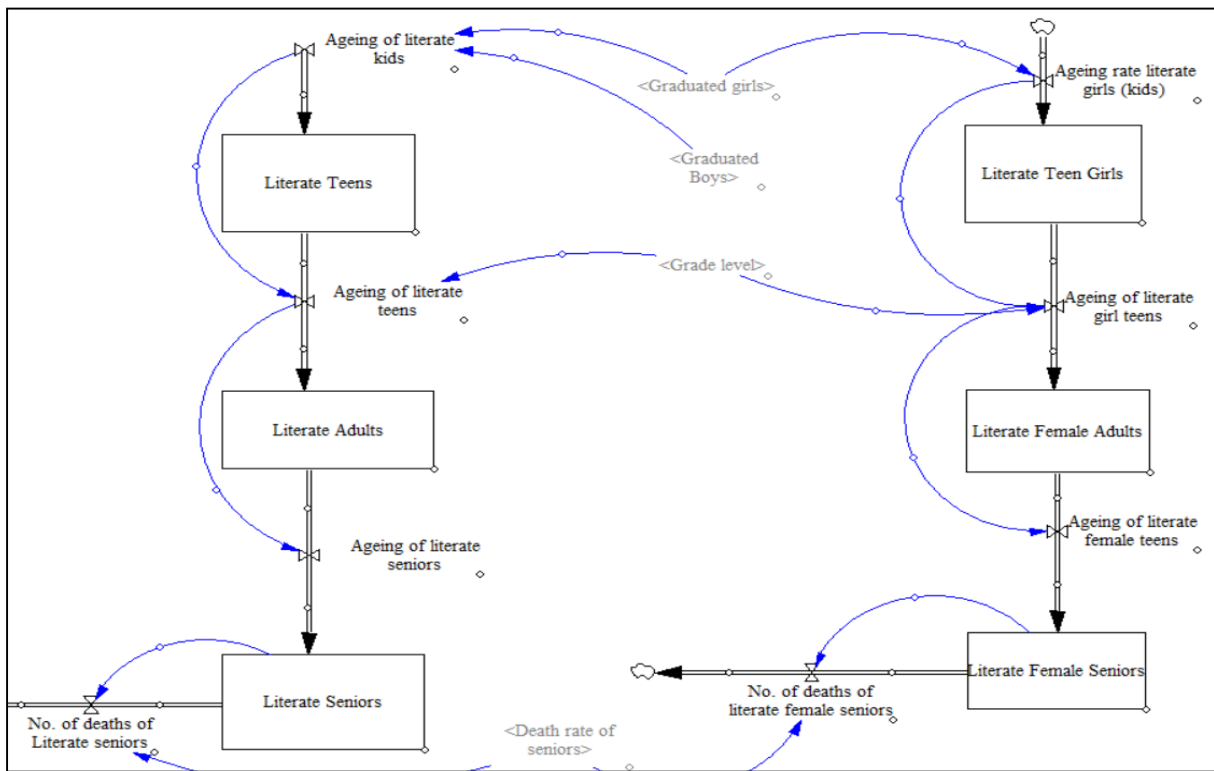 Ageing of literate
kids
<Graduated girls>
Ageing rate literate
girls (kids)
<Graduated
Boys>
Literate Teens
Literate Teen Girls
<Grade level>
Ageing of literate
teens
Ageing of literate
girl teens
Literate Adults
Literate Female Adults
Ageing of literate
seniors
Ageing of literate
female teens
Literate Seniors
Literate Female Seniors
No. of deaths of
Literate seniors
No. of deaths of
literate female seniors
<Death rate of
seniors>